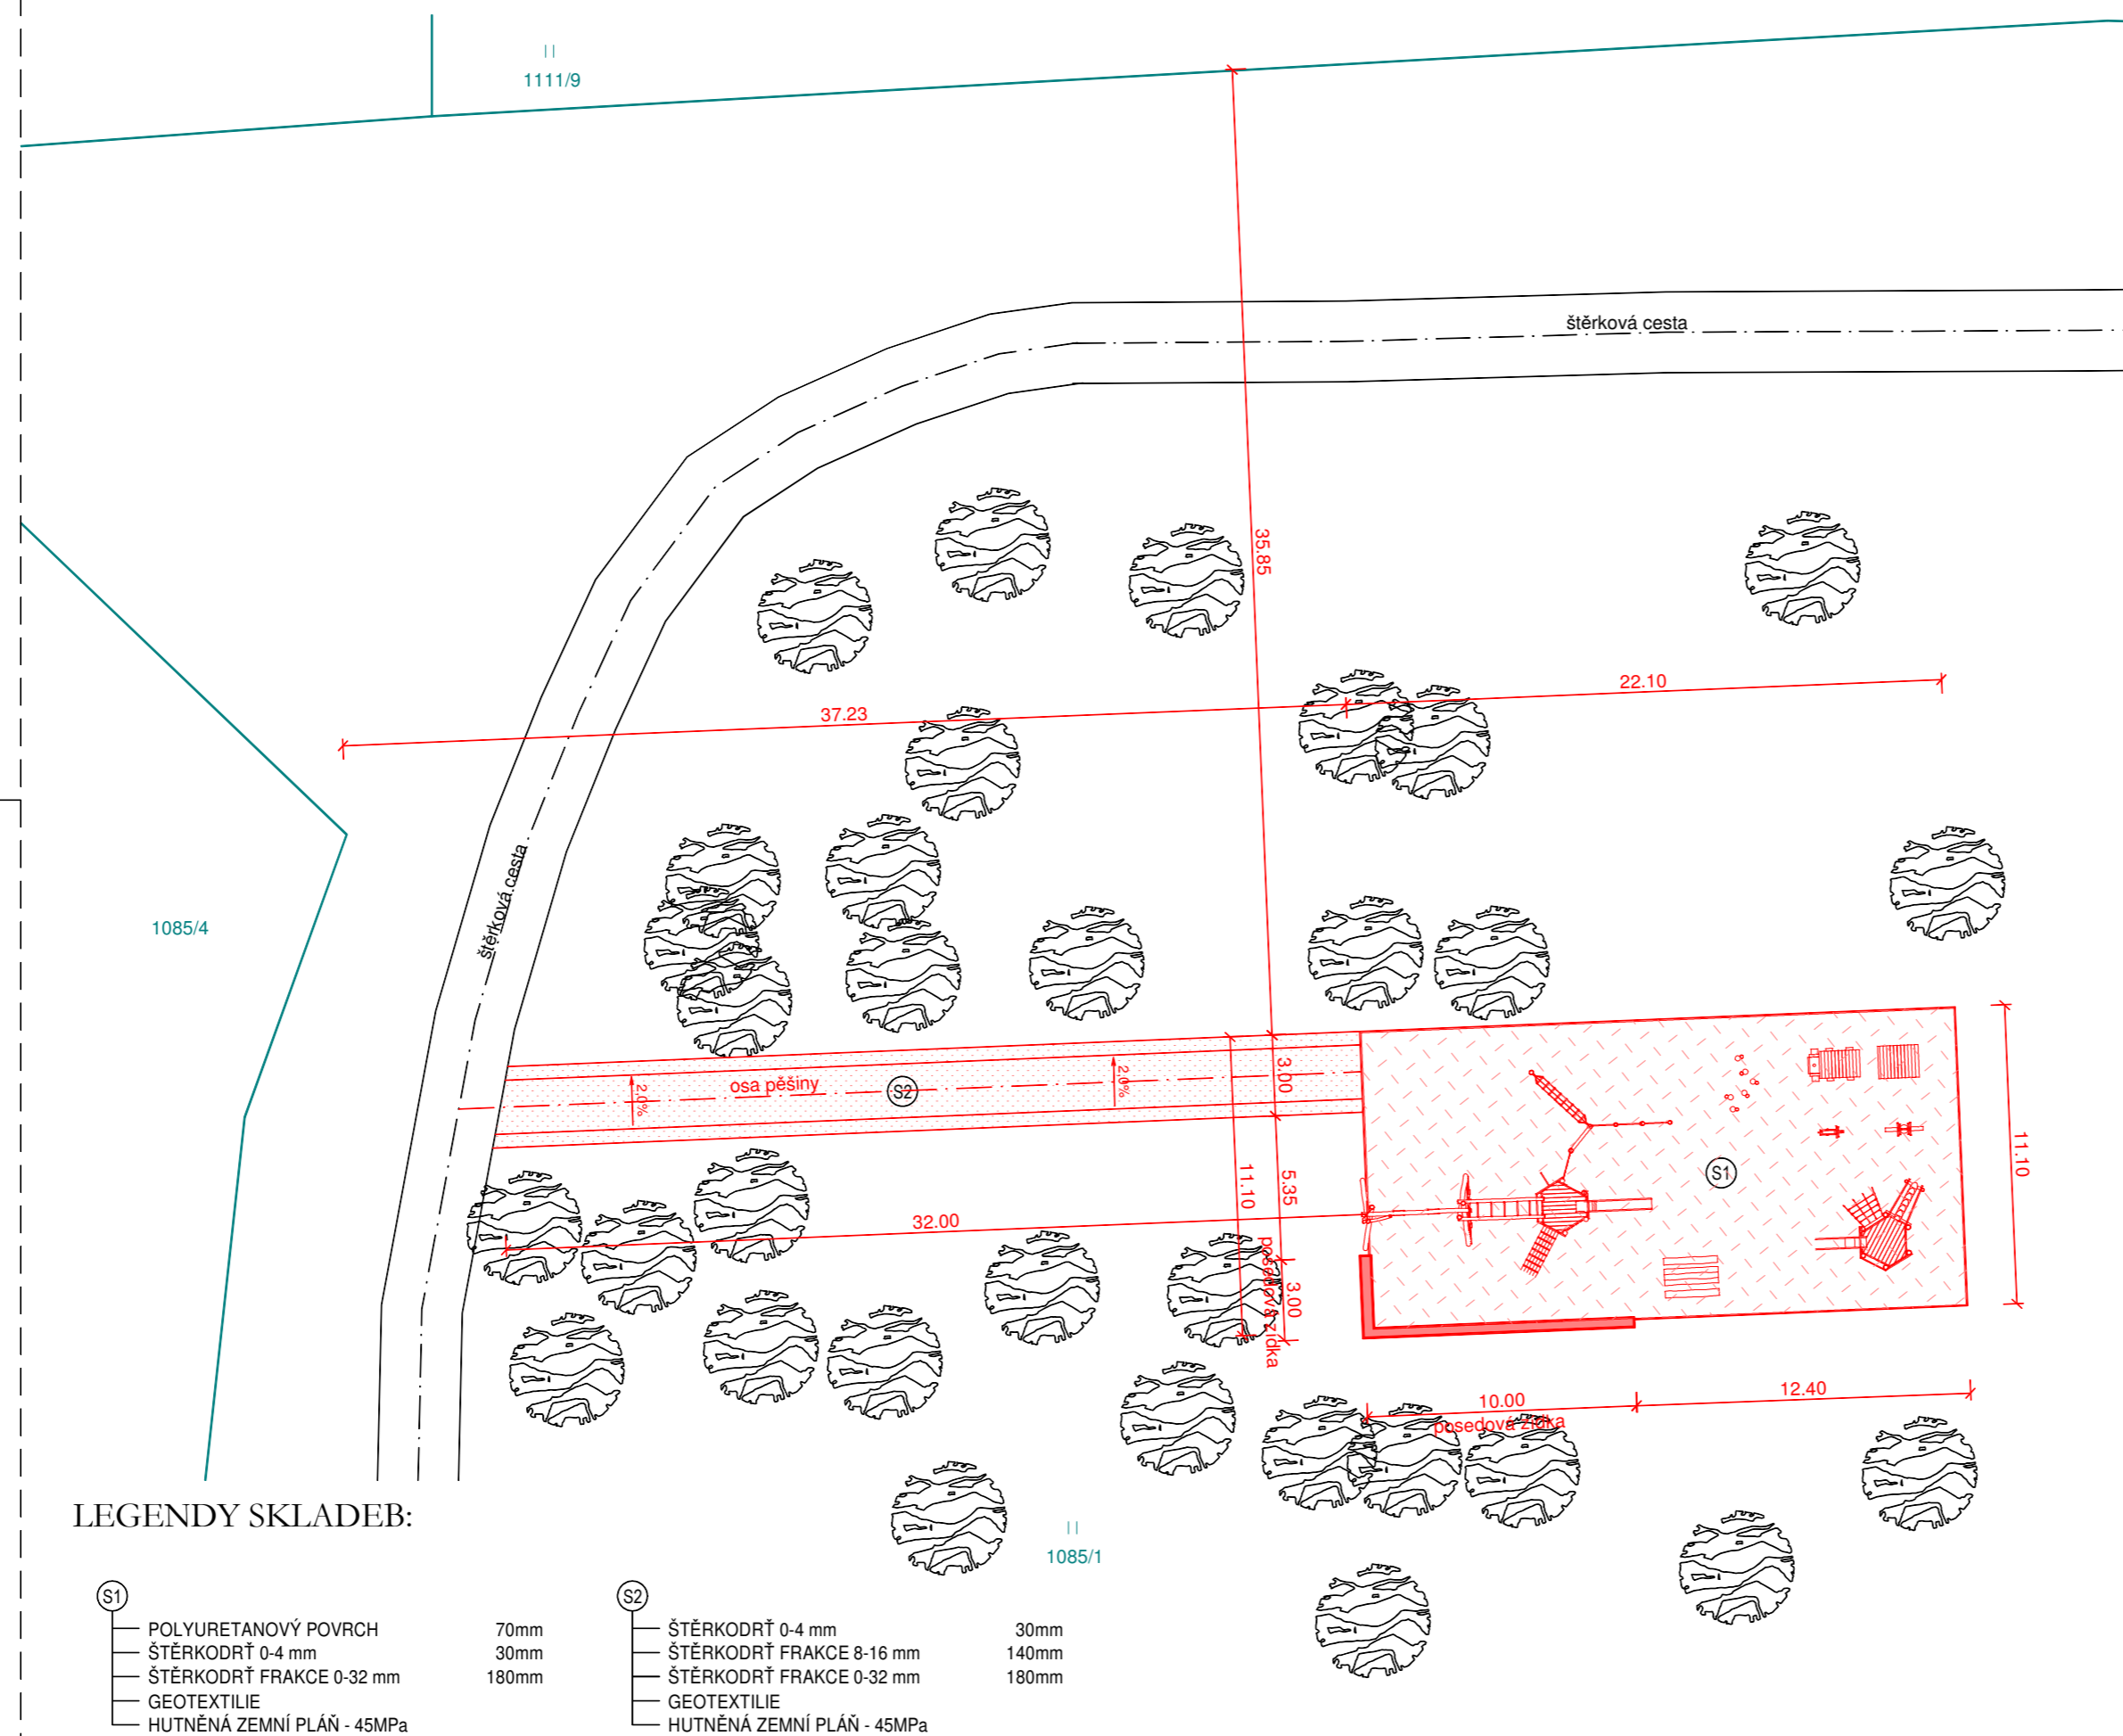 II
1111/9
štěrková cesta
35.85
22.10
37.23
štěrková cesta
1085/4
osa pěšiny
S2
2,0%
2,0%
3.00
11.10
5.35
11.10
S1
32.00
posedová zídka
3.00
10.00
12.40
posedová zídka
LEGENDY SKLADEB:
II
1085/1
S1
POLYURETANOVÝ POVRCH 70mm
ŠTĚRKODRŤ 0-4 mm 30mm
ŠTĚRKODRŤ FRAKCE 0-32 mm 180mm
GEOTEXTILIE
HUTNĚNÁ ZEMNÍ PLÁŇ - 45MPa
S2
ŠTĚRKODRŤ 0-4 mm 30mm
ŠTĚRKODRŤ FRAKCE 8-16 mm 140mm
ŠTĚRKODRŤ FRAKCE 0-32 mm 180mm
GEOTEXTILIE
HUTNĚNÁ ZEMNÍ PLÁŇ - 45MPa